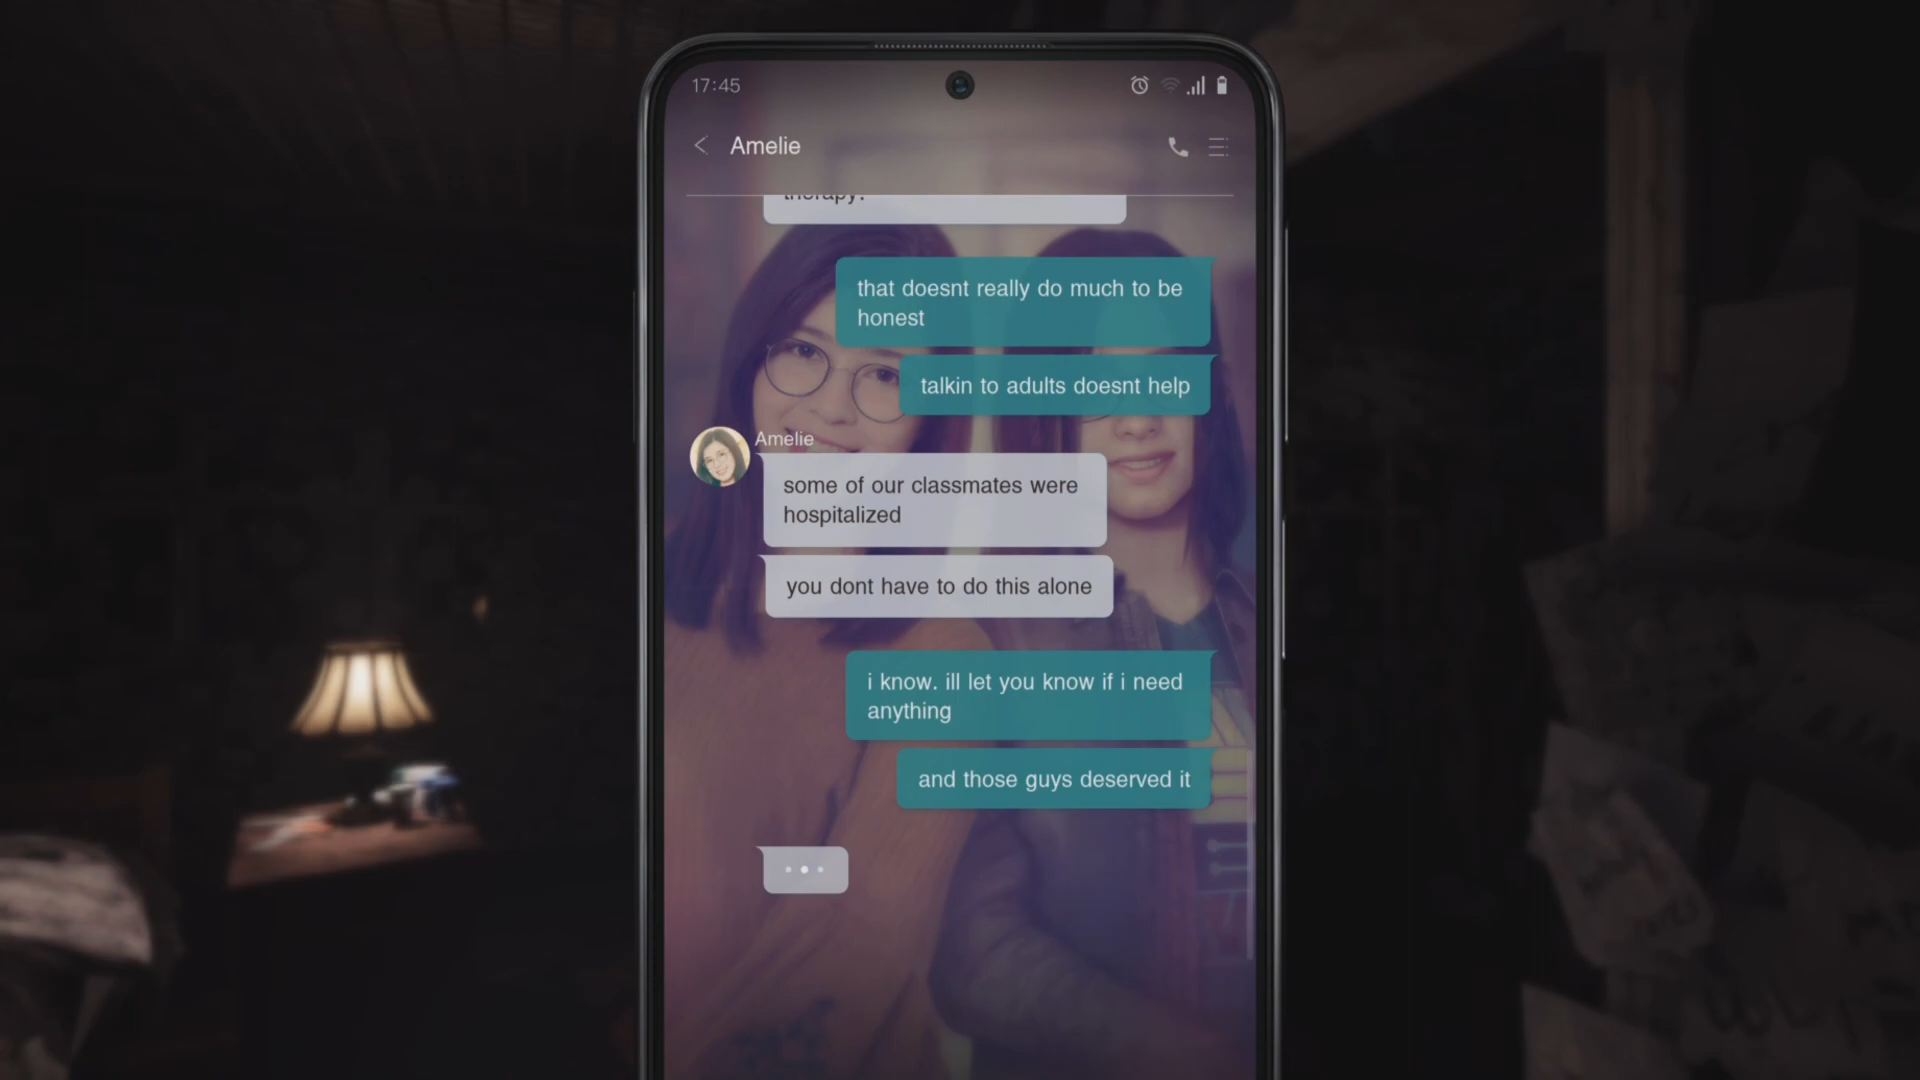 17:45
Amelie
therapy?
that doesnt really do much to be
honest
talkin to adults doesnt help
Amelie
some of our classmates were
hospitalized
you dont have to do this alone
i know. ill let you know if i need
anything
and those guys deserved it